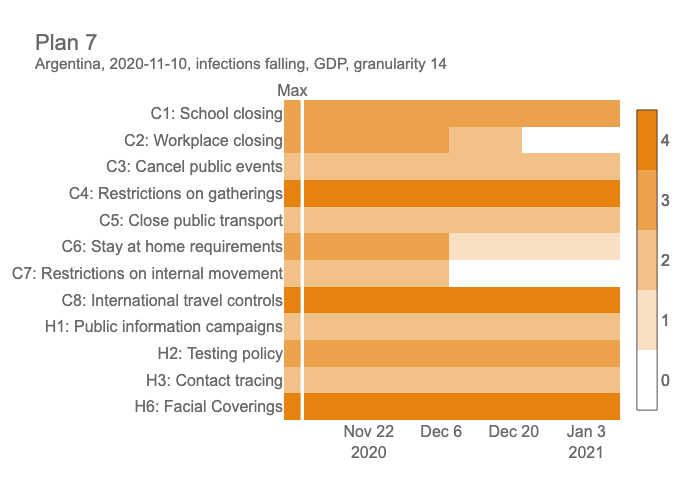 Plan 7
Argentina, 2020-11-10, infections falling, GDP, granularity 14
Max
C1: School closing
C2: Workplace closing
C3: Cancel public events
C4: Restrictions on gatherings
C5: Close public transport
C6: Stay at home requirements
C7: Restrictions on internal movement
C8: International travel controls
H1: Public information campaigns
H2: Testing policy
H3: Contact tracing
H6: Facial Coverings
Nov 22 Dec 6 Dec 20 Jan 3
2020 2021
4
3
2
1
0